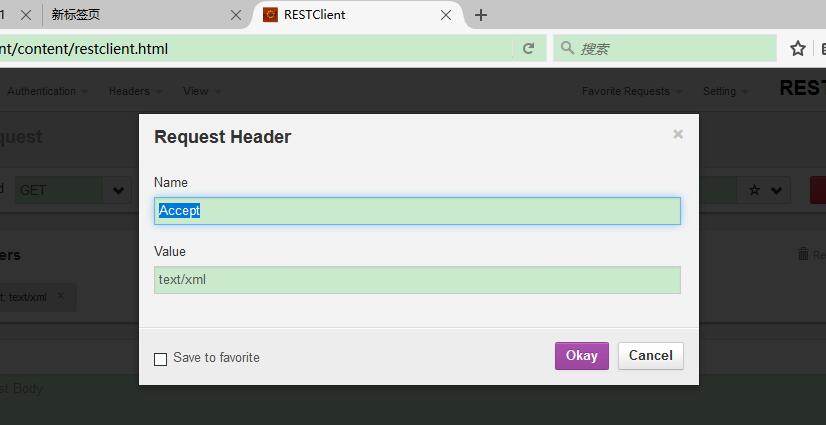 1 新标签页 RESTClient
nt/content/restclient.html 搜索
Authentication Headers View Favorite Requests Setting REST
quest
Request Header
Name
d GET
Accept
ers
Value
Re
text/xml
t: text/xml
Save to favorite Okay Cancel
st Body